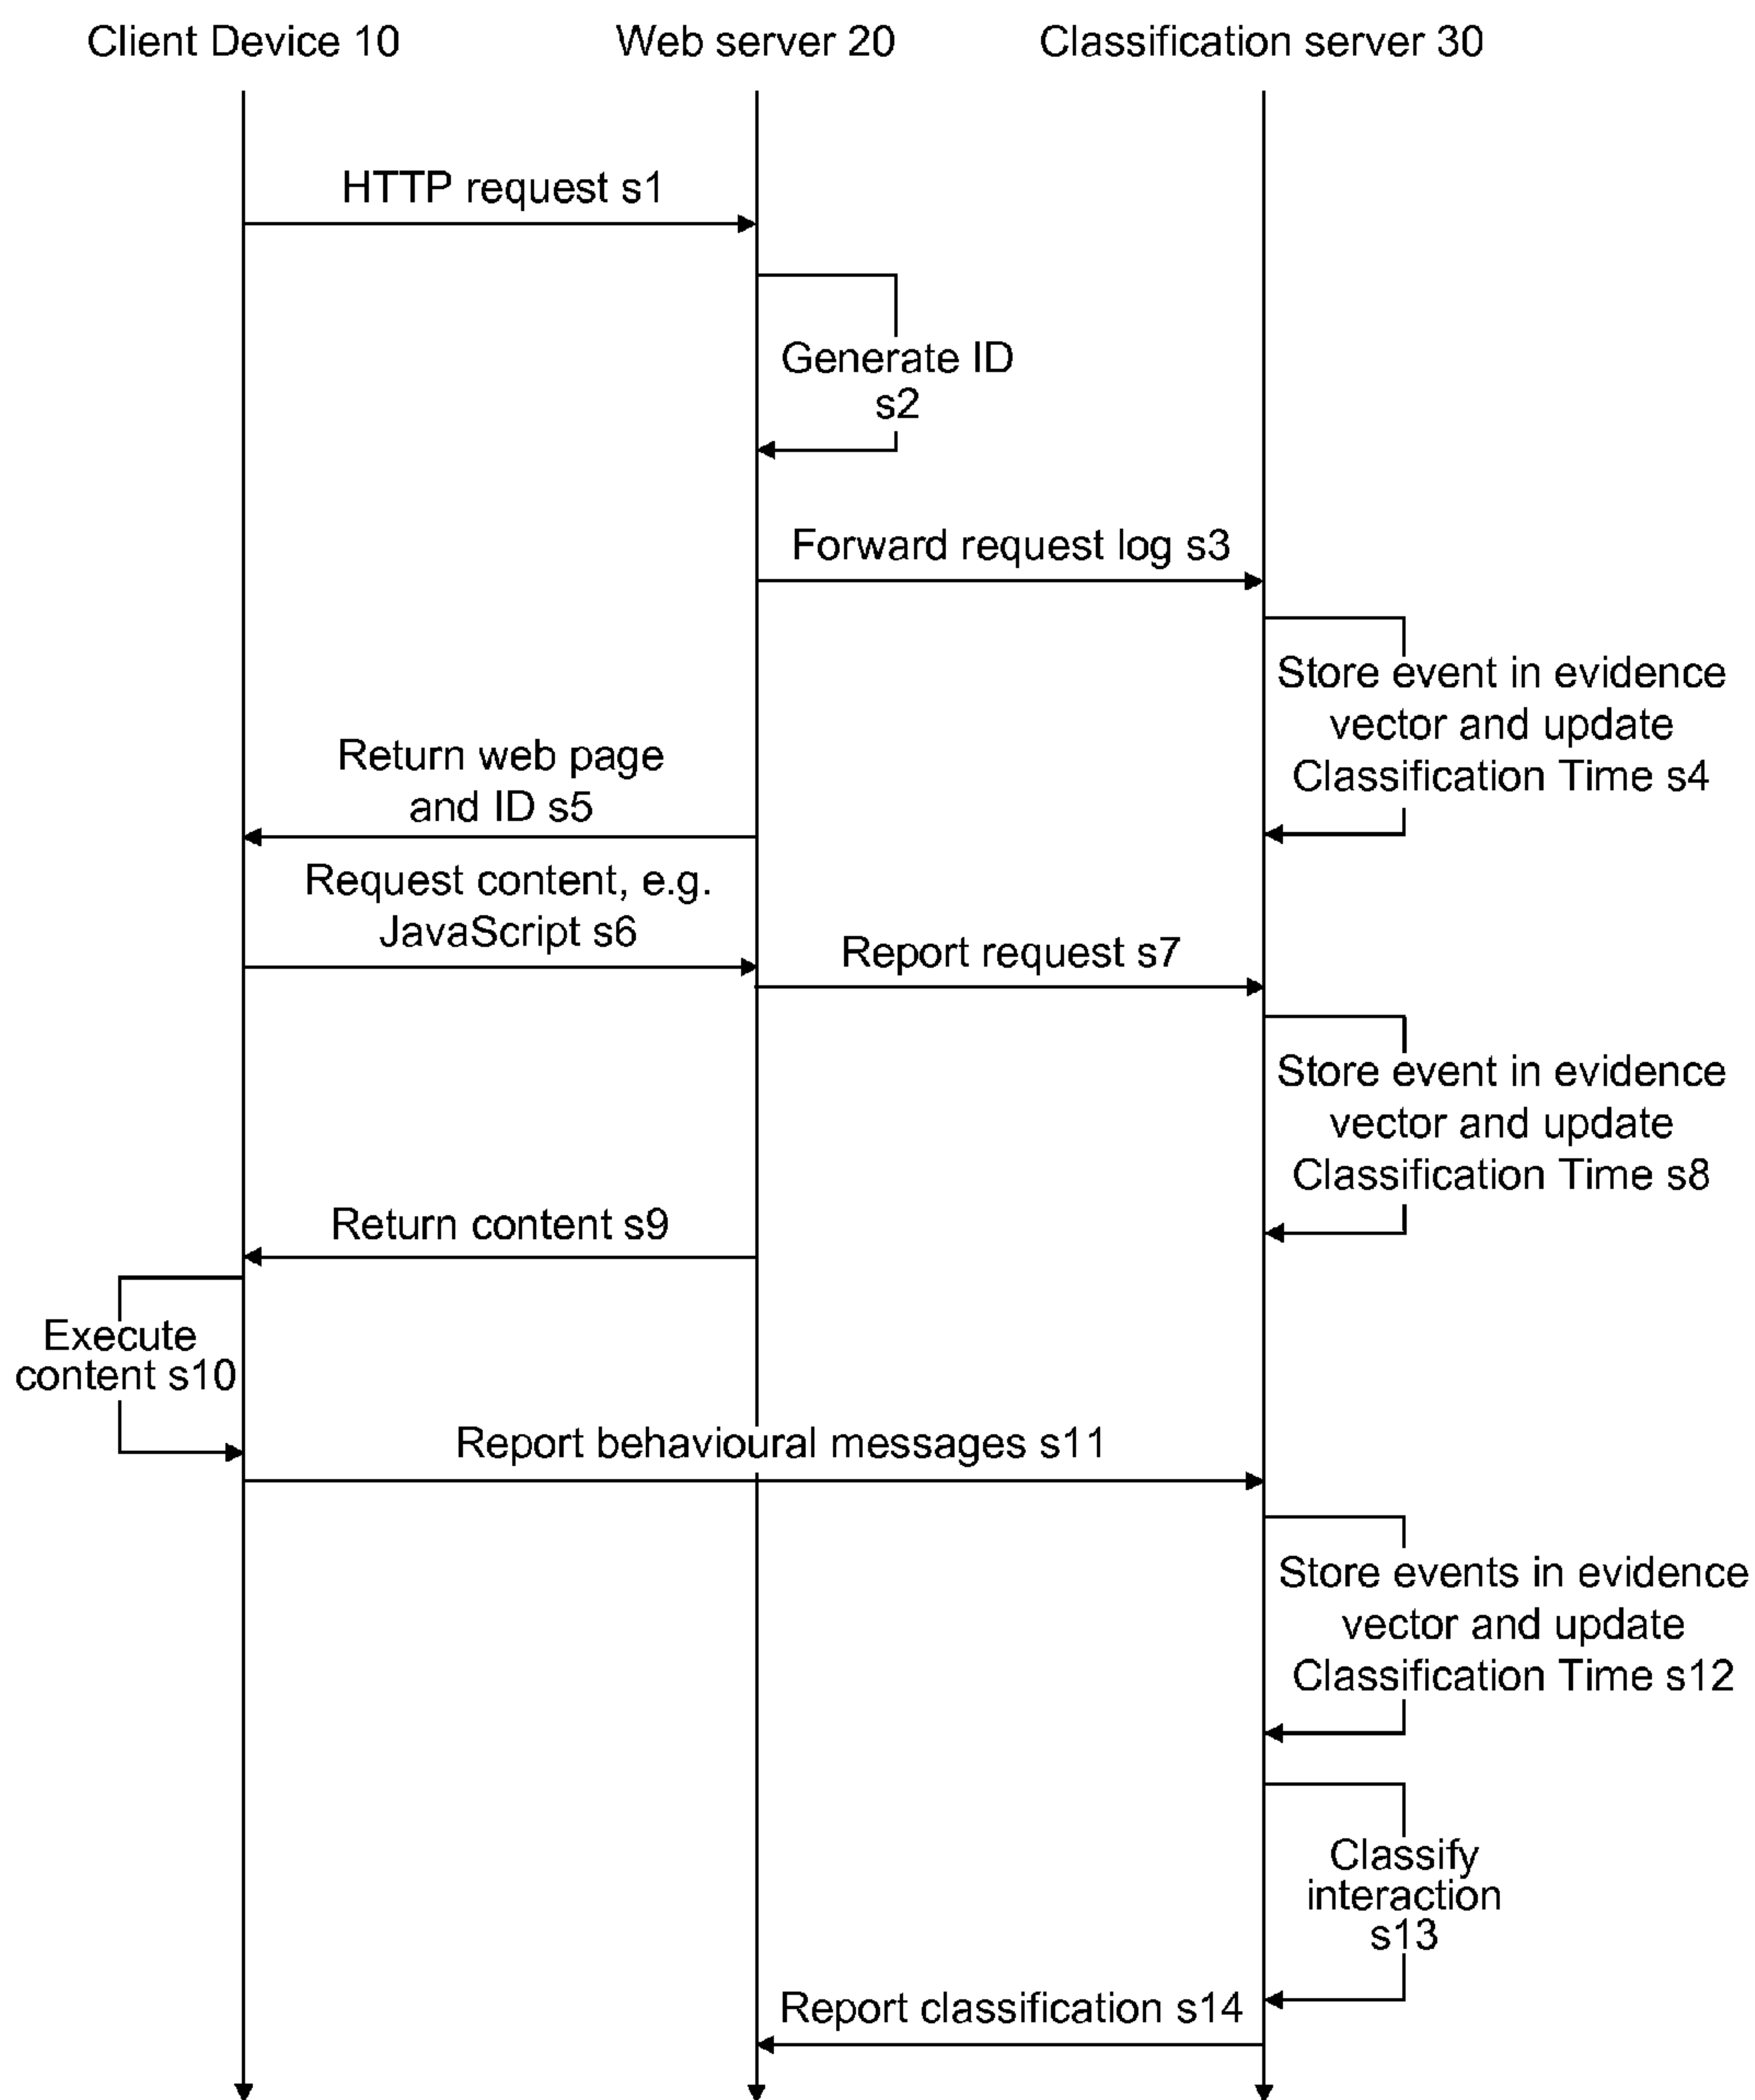 Client Device 10
Web server 20
Classification server 30
HTTP request s1
Generate ID
s2
Forward request log s3
Store event in evidence
vector and update
Classification Time s4
Return web page
and ID s5
Request content, e.g.
JavaScript s6
Report request s7
Store event in evidence
vector and update
Classification Time s8
Return content s9
Execute
content s10
Report behavioural messages s11
Store events in evidence
vector and update
Classification Time s12
Classify
interaction
s13
Report classification s14